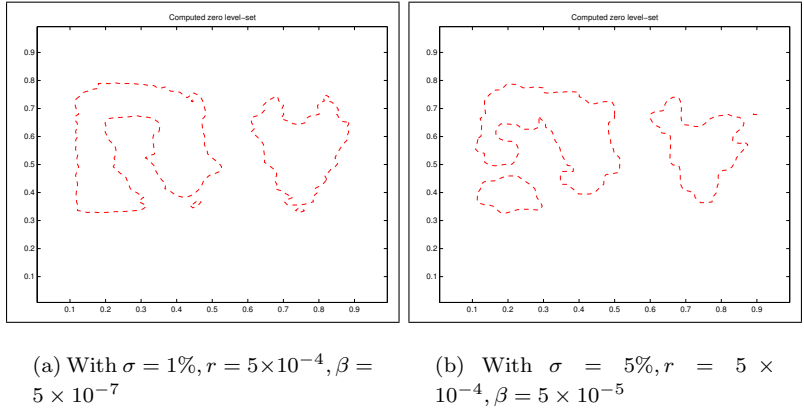 Computed zero level-set
0.9
0.8
0.7
0.6
0.5
0.4
0.3
0.2
0.1
0.1 0.2 0.3 0.4 0.5 0.6 0.7 0.8 0.9
Computed zero level-set
0.9
0.8
0.7
0.6
0.5
0.4
0.3
0.2
0.1
0.1 0.2 0.3 0.4 0.5 0.6 0.7 0.8 0.9
(a) With σ = 1%, r = 5×10⁻⁴, β =
5 × 10⁻⁷
(b) With σ = 5%, r = 5 ×
10⁻⁴, β = 5 × 10⁻⁵